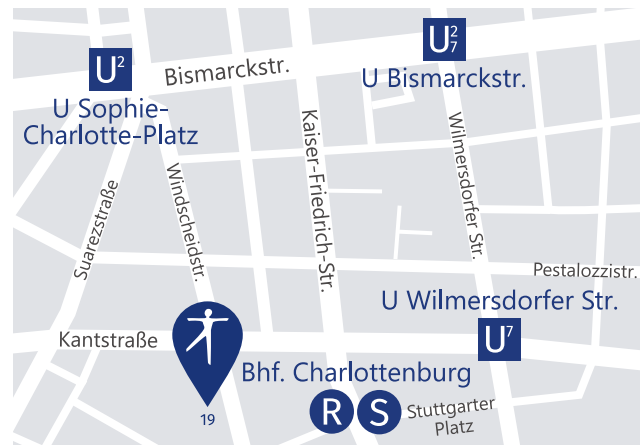 U2
U2
7
Bismarckstr.
U Bismarckstr.
U Sophie-
Charlotte-Platz
Kaiser-Friedrich-Str.
Wilmersdorfer Str.
Windscheidstr.
Suarezstraße
Pestalozzistr.
U Wilmersdorfer Str.
Kantstraße
U7
Bhf. Charlottenburg
R S
Stuttgarter
Platz
19